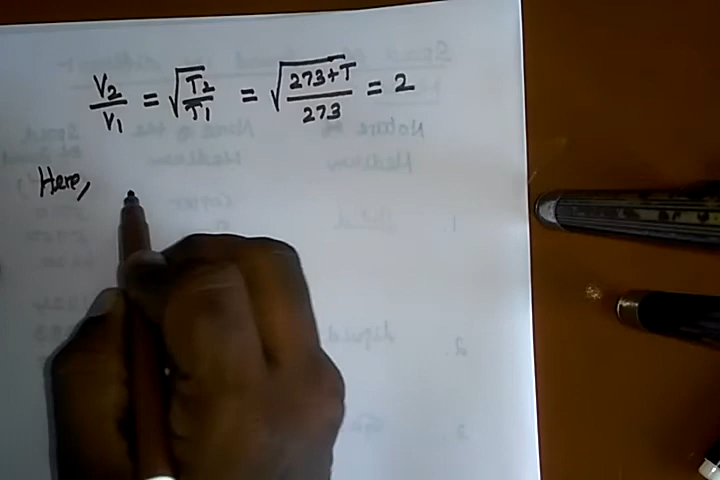 V2/V1 = √(T2/T1) = √((273+T)/273) = 2
Here,